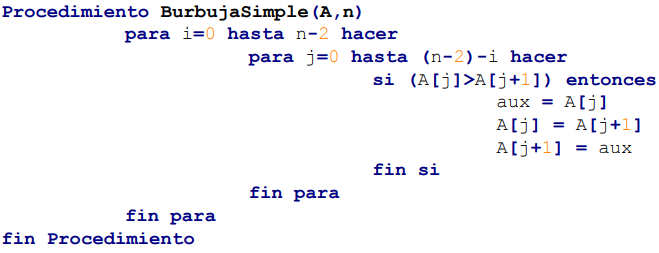 Procedimiento BurbujaSimple(A,n)
para i=0 hasta n-2 hacer
para j=0 hasta (n-2)-i hacer
si (A[j]>A[j+1]) entonces
aux = A[j]
A[j] = A[j+1]
A[j+1] = aux
fin si
fin para
fin para
fin Procedimiento